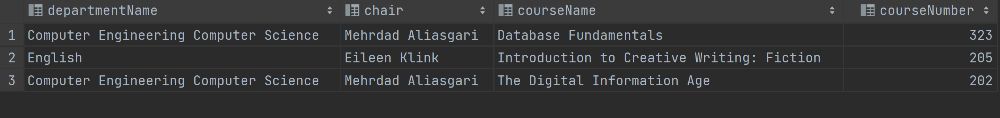 departmentName chair courseName courseNumber
1 Computer Engineering Computer Science Mehrdad Aliasgari Database Fundamentals 323
2 English Eileen Klink Introduction to Creative Writing: Fiction 205
3 Computer Engineering Computer Science Mehrdad Aliasgari The Digital Information Age 202